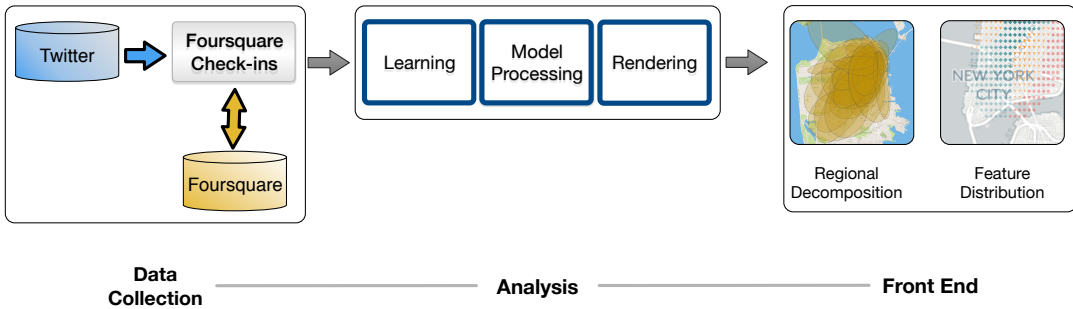 Twitter
Foursquare
Check-ins
Foursquare
Learning
Model
Processing
Rendering
NEW YORK
CITY
Regional
Decomposition
Feature
Distribution
Data
Collection
Analysis
Front End